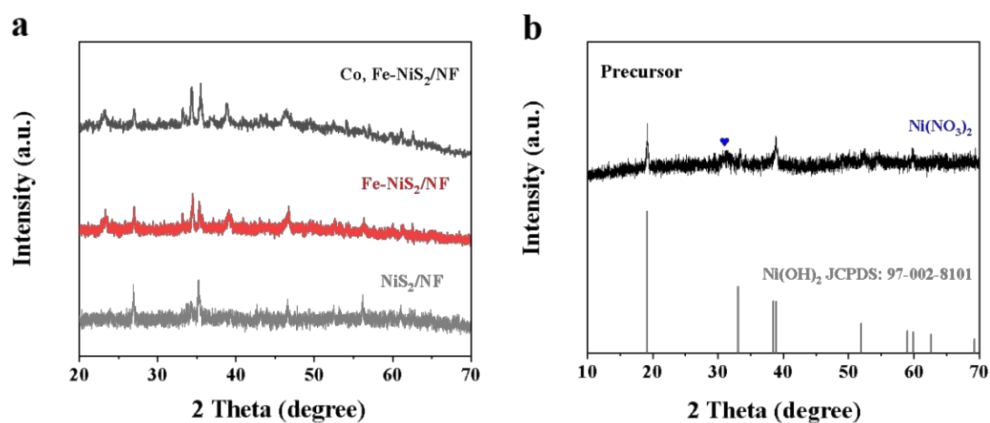 a
Co, Fe-NiS₂/NF
Fe-NiS₂/NF
NiS₂/NF
Intensity (a.u.)
20 30 40 50 60 70
2 Theta (degree)
b
Precursor
Ni(NO₃)₂
Ni(OH)₂ JCPDS: 97-002-8101
Intensity (a.u.)
10 20 30 40 50 60 70
2 Theta (degree)